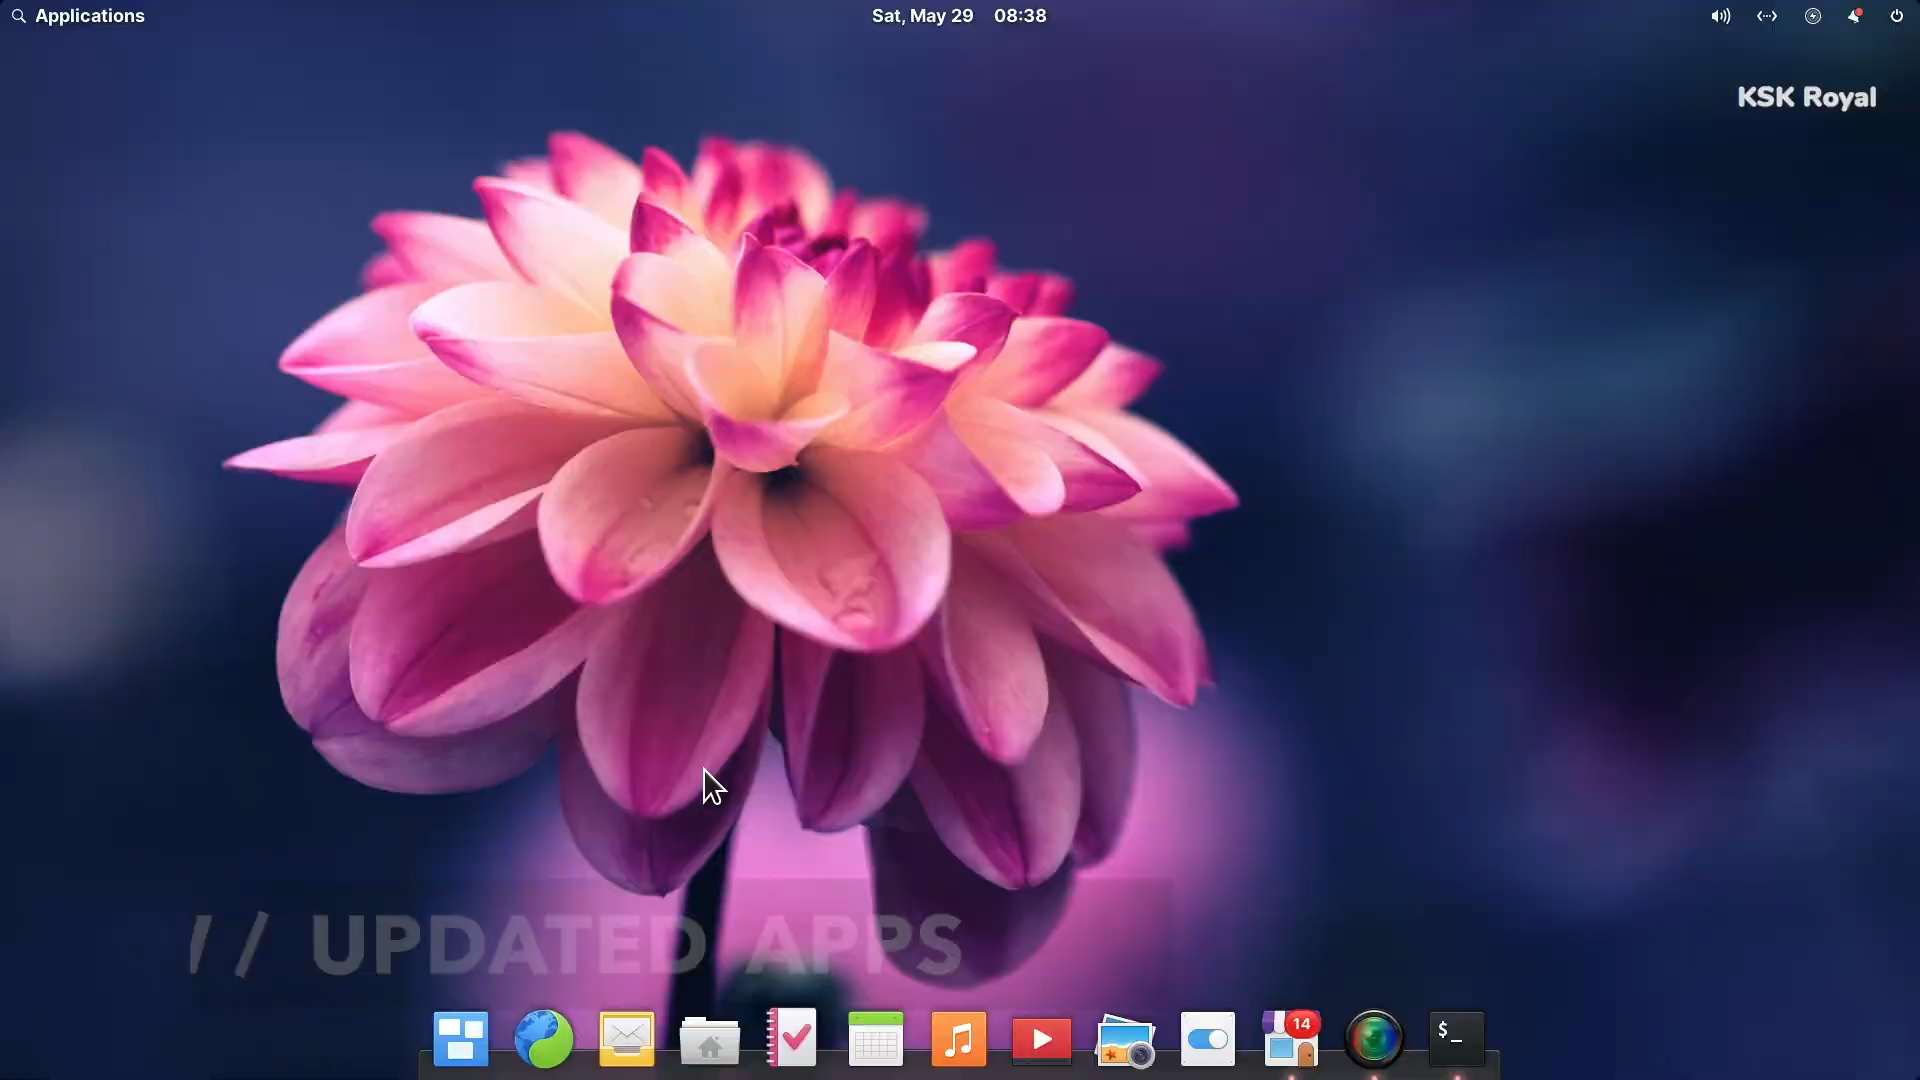 Applications
Sat, May 29 08:38
KSK Royal
// UPDATED APPS
14
$_